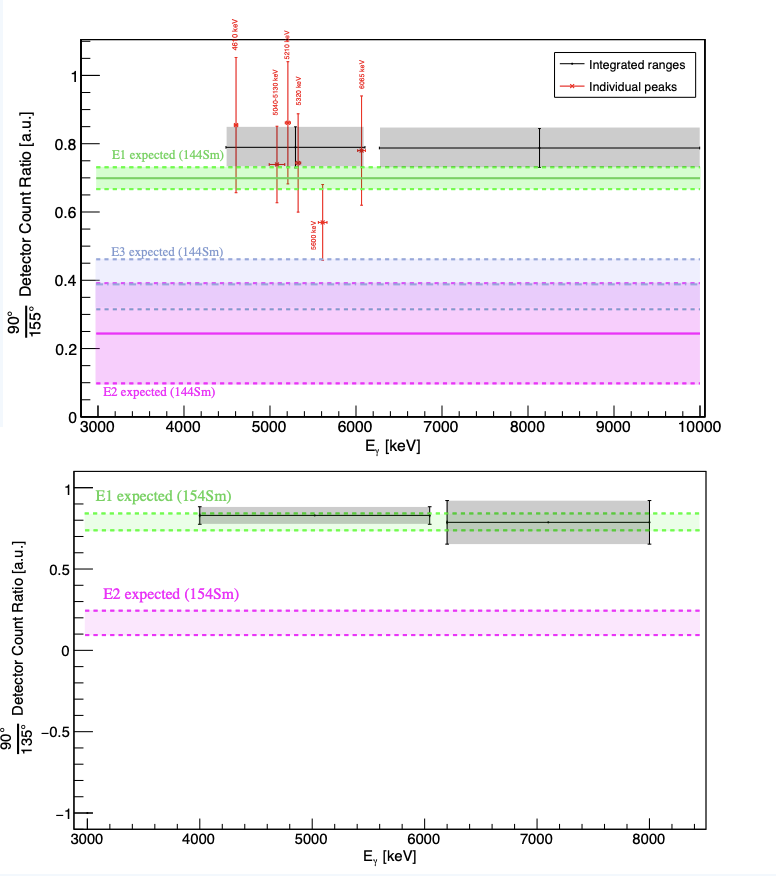 4610 keV
5040-5130 keV
5210 keV
5320 keV
6065 keV
5600 keV
Integrated ranges
Individual peaks
E1 expected (144Sm)
E3 expected (144Sm)
E2 expected (144Sm)
90°
155°
Detector Count Ratio [a.u.]
1
0.8
0.6
0.4
0.2
0
3000 4000 5000 6000 7000 8000 9000 10000
Eγ [keV]
E1 expected (154Sm)
E2 expected (154Sm)
90°
135°
Detector Count Ratio [a.u.]
1
0.5
0
−0.5
−1
3000 4000 5000 6000 7000 8000
Eγ [keV]